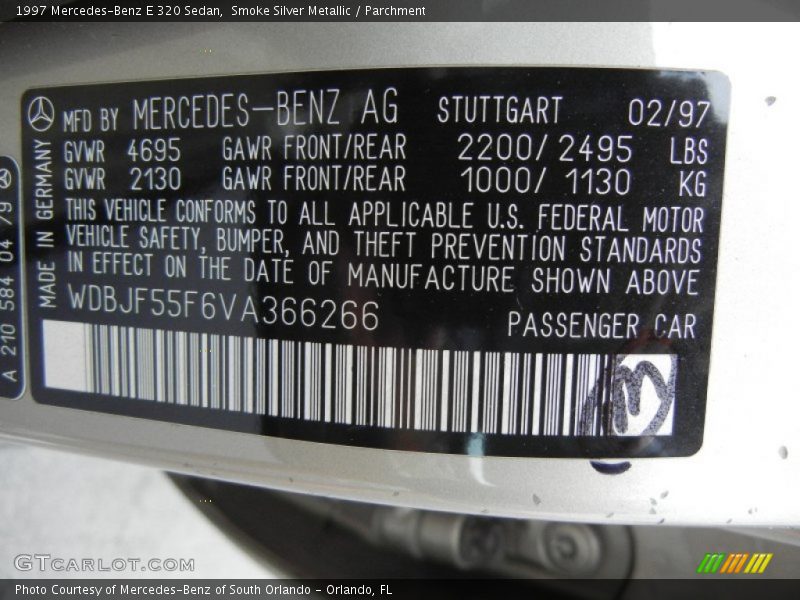 1997 Mercedes-Benz E 320 Sedan,  Smoke Silver Metallic / Parchment
MFD BY MERCEDES-BENZ AG STUTTGART 02/97
GVWR 4695 GAWR FRONT/REAR 2200/ 2495 LBS
GVWR 2130 GAWR FRONT/REAR 1000/ 1130 KG
THIS VEHICLE CONFORMS TO ALL APPLICABLE U.S. FEDERAL MOTOR
VEHICLE SAFETY, BUMPER, AND THEFT PREVENTION STANDARDS
IN EFFECT ON THE DATE OF MANUFACTURE SHOWN ABOVE
WDBJF55F6VA366266
PASSENGER CAR
MADE IN GERMANY
A 210 584 04 79
GTCARLOT.COM
Photo Courtesy of Mercedes-Benz of South Orlando - Orlando, FL